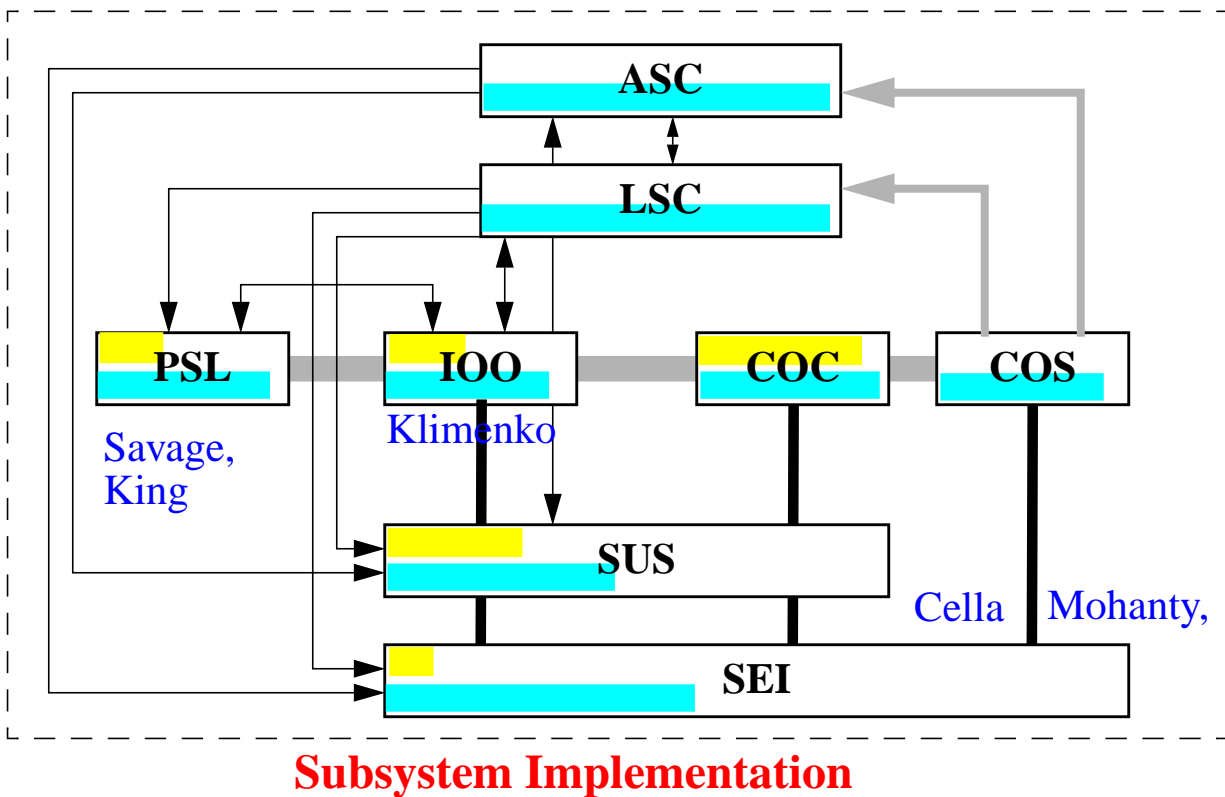 ASC
LSC
PSL IOO COC COS
Klimenko
Savage,
King
SUS
Cella Mohanty,
SEI
Subsystem Implementation